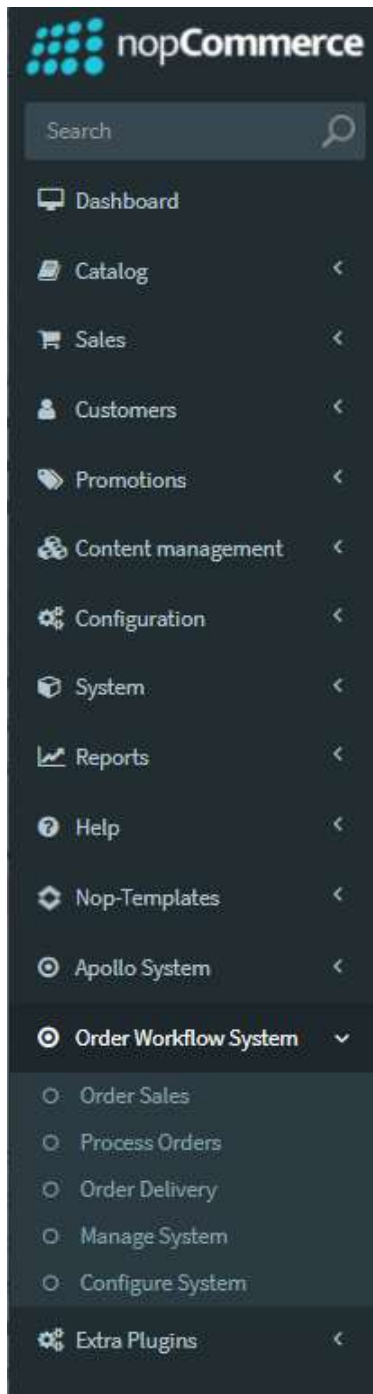 nopCommerce
Search
Dashboard
Catalog
Sales
Customers
Promotions
Content management
Configuration
System
Reports
Help
Nop-Templates
Apollo System
Order Workflow System
Order Sales
Process Orders
Order Delivery
Manage System
Configure System
Extra Plugins